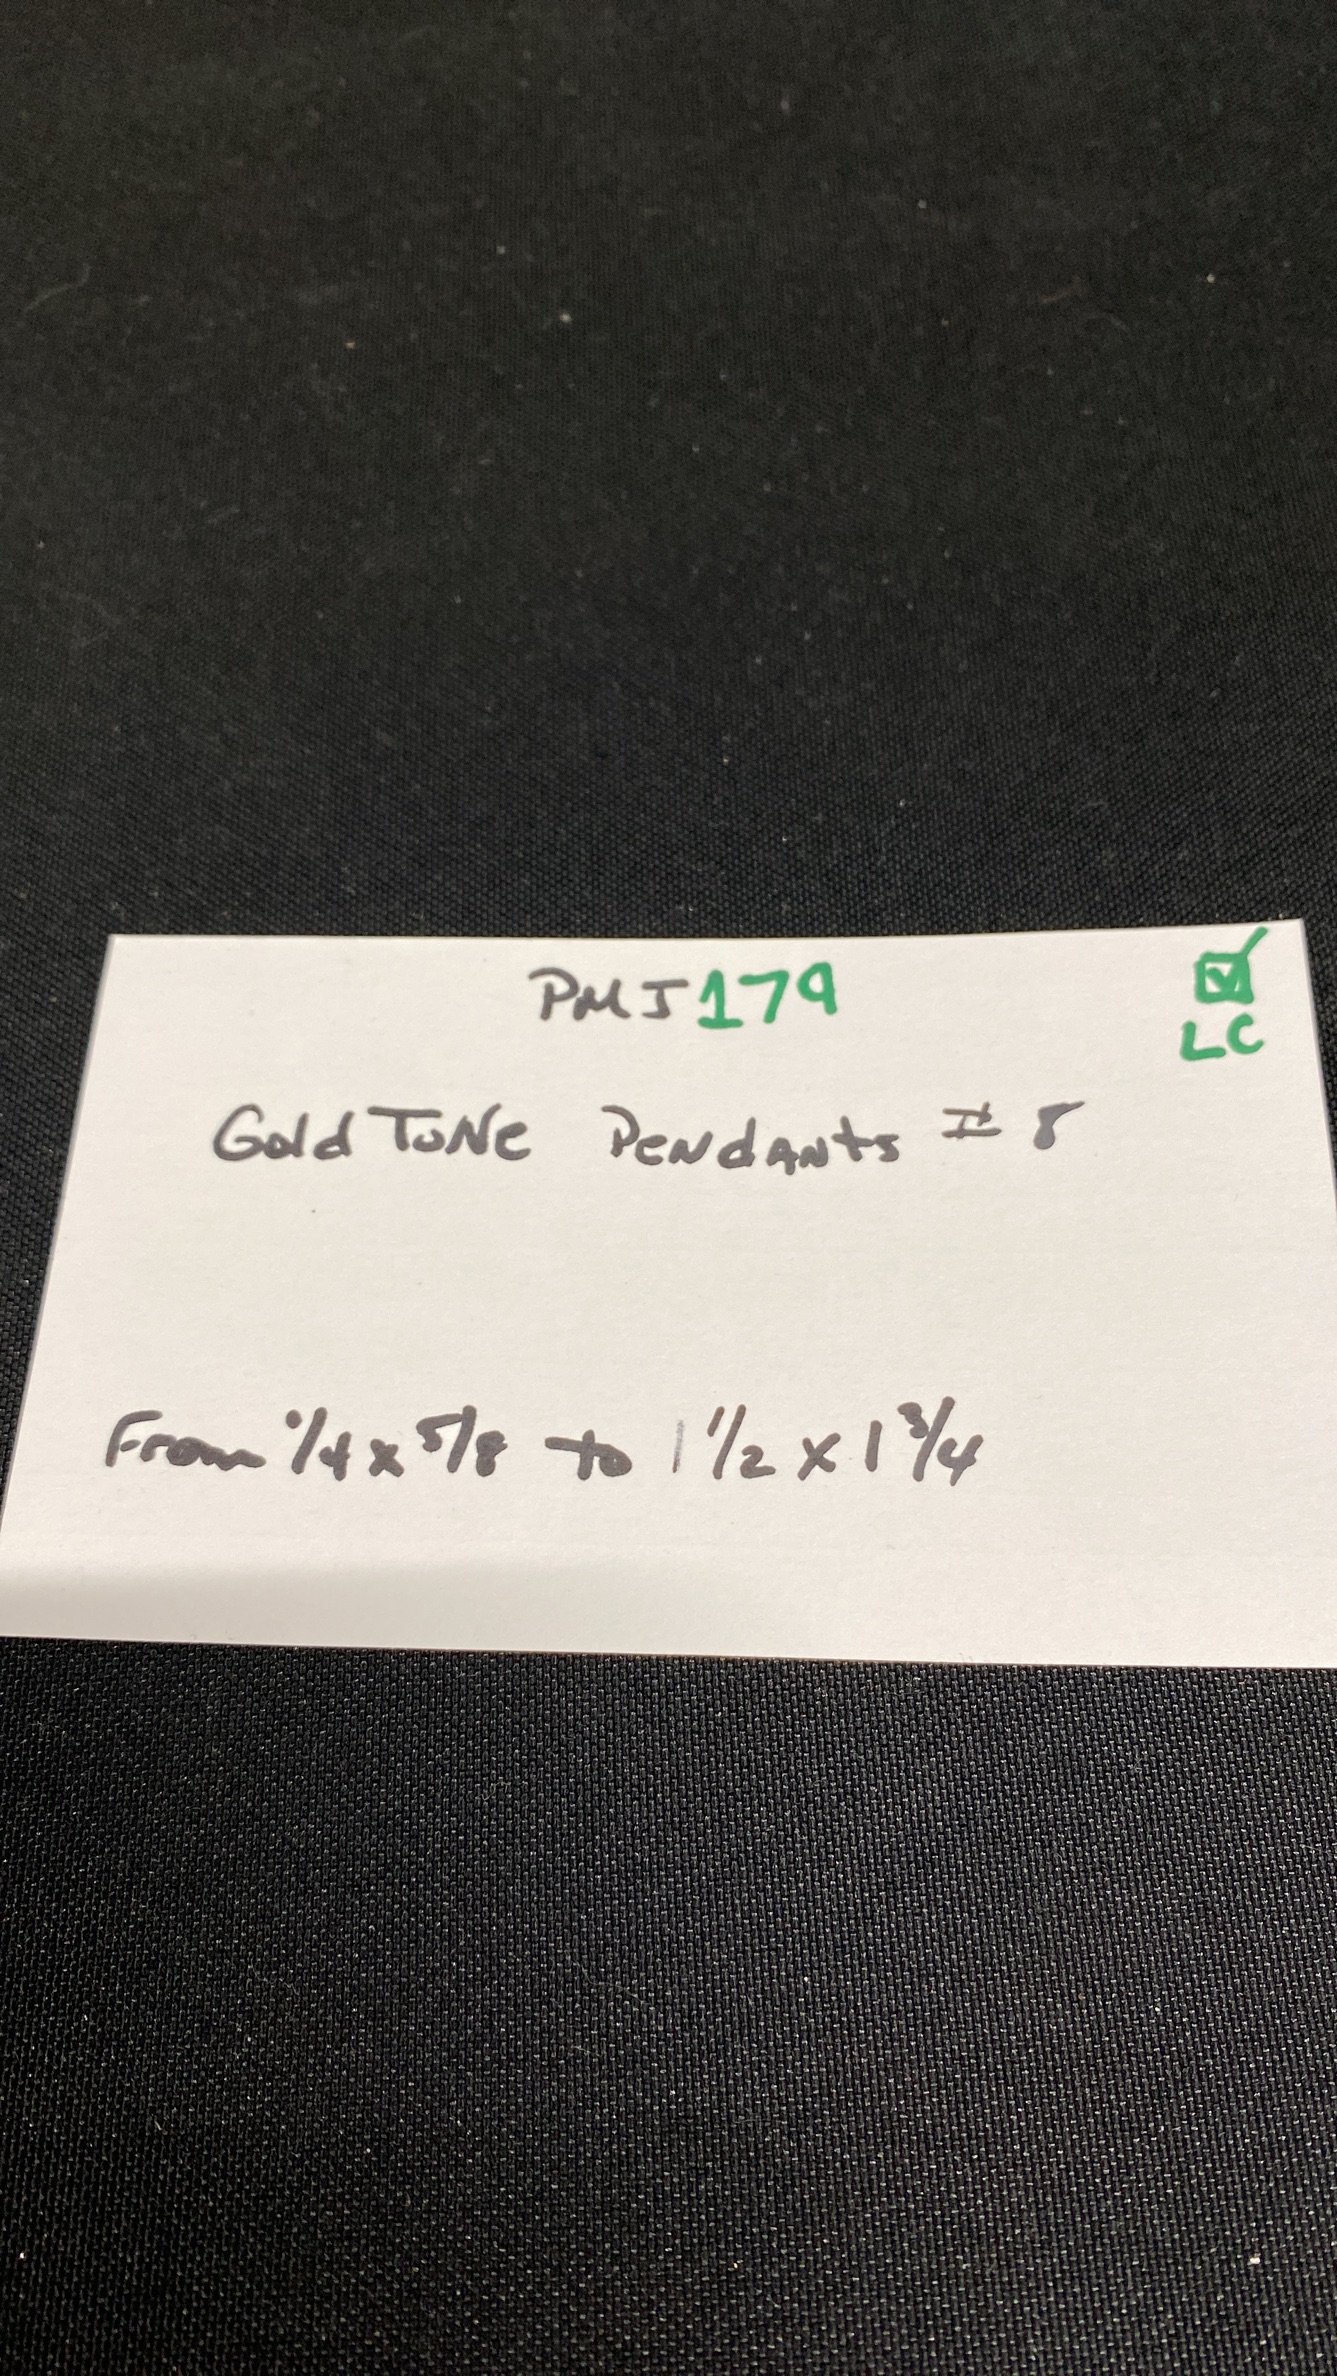 PMJ179
☑
LC
Gold Tone Pendants # 8
From 1/4 x 5/8 to 1 1/2 x 1 3/4